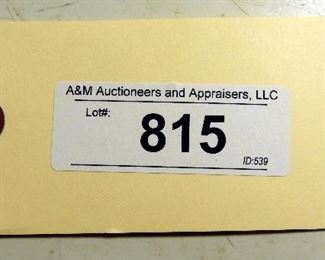 A&M Auctioneers and Appraisers, LLC
Lot#:
815
ID:539